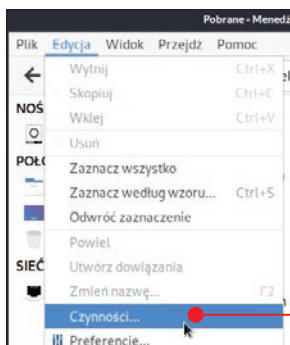 Pobrane - Menedż
Plik Edycja Widok Przejdź Pomoc
Wytnij Ctrl+X
Skopiuj Ctrl+C
NOŚ
Wklej Ctrl+V
Usuń
POŁO
Zaznacz wszystko
Zaznacz według wzoru... Ctrl+S
Odwróć zaznaczenie
Powiel
SIEĆ
Utwórz dowiązania
Zmień nazwę... F2
Czynności...
Preferencje...